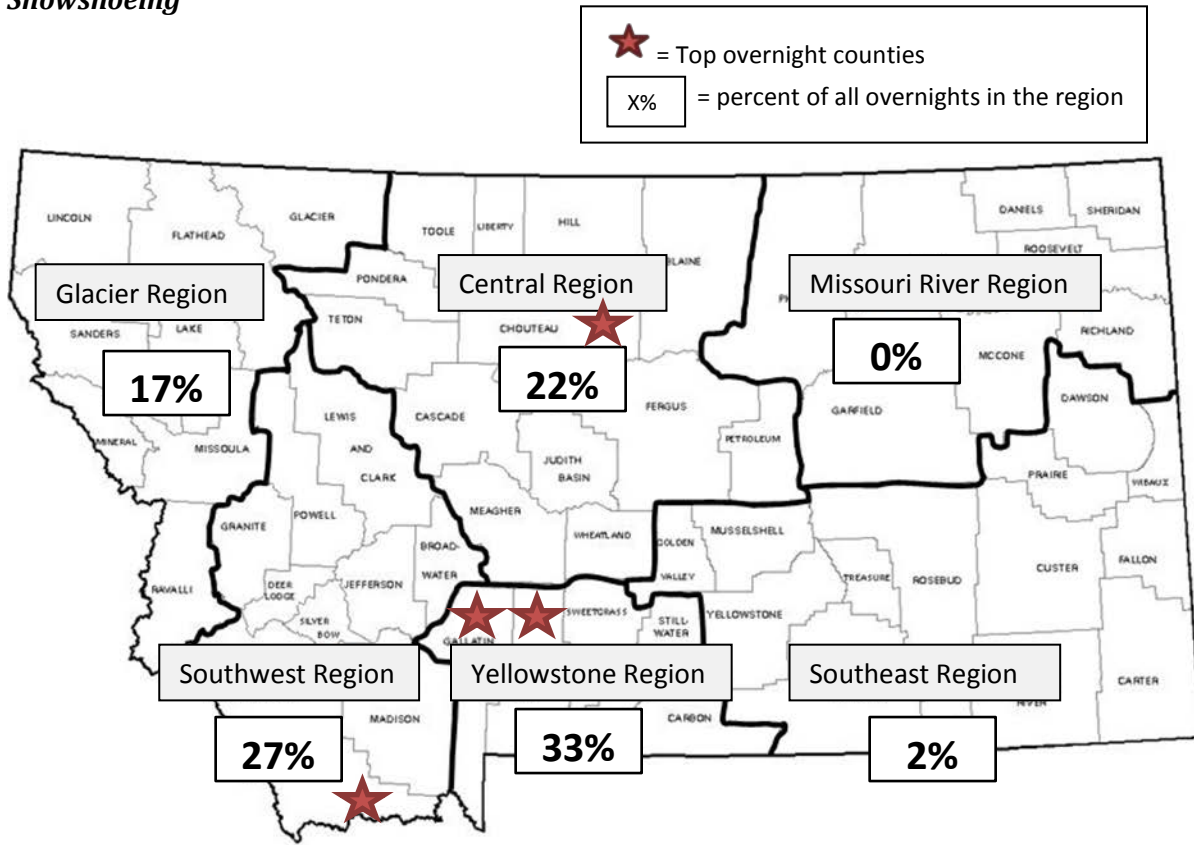 Snowshoeing
= Top overnight counties
X% = percent of all overnights in the region
LINCOLN
FLATHEAD
GLACIER
TOOLE
LIBERTY
HILL
DANIELS
SHERIDAN
ROOSEVELT
PONDERA
Glacier Region
Central Region
Missouri River Region
SANDERS
LAKE
TETON
CHOUTEAU
RICHLAND
17%
22%
0%
MCCONE
LEWIS
AND
CLARK
CASCADE
FERGUS
GARFIELD
DAWSON
MINERAL
MISSOULA
JUDITH
BASIN
PETROLEUM
PRAIRIE
WIBAUX
GRANITE
POWELL
MEAGHER
WHEATLAND
GOLDEN
VALLEY
MUSSELSHELL
BROAD-
WATER
RAVALLI
DEER
LODGE
JEFFERSON
TREASURE
ROSEBUD
CUSTER
FALLON
SILVER
BOW
GALLATIN
SWEETGRASS
STILL-
WATER
YELLOWSTONE
Southwest Region
Yellowstone Region
Southeast Region
CARTER
RIVER
MADISON
CARBON
27%
33%
2%